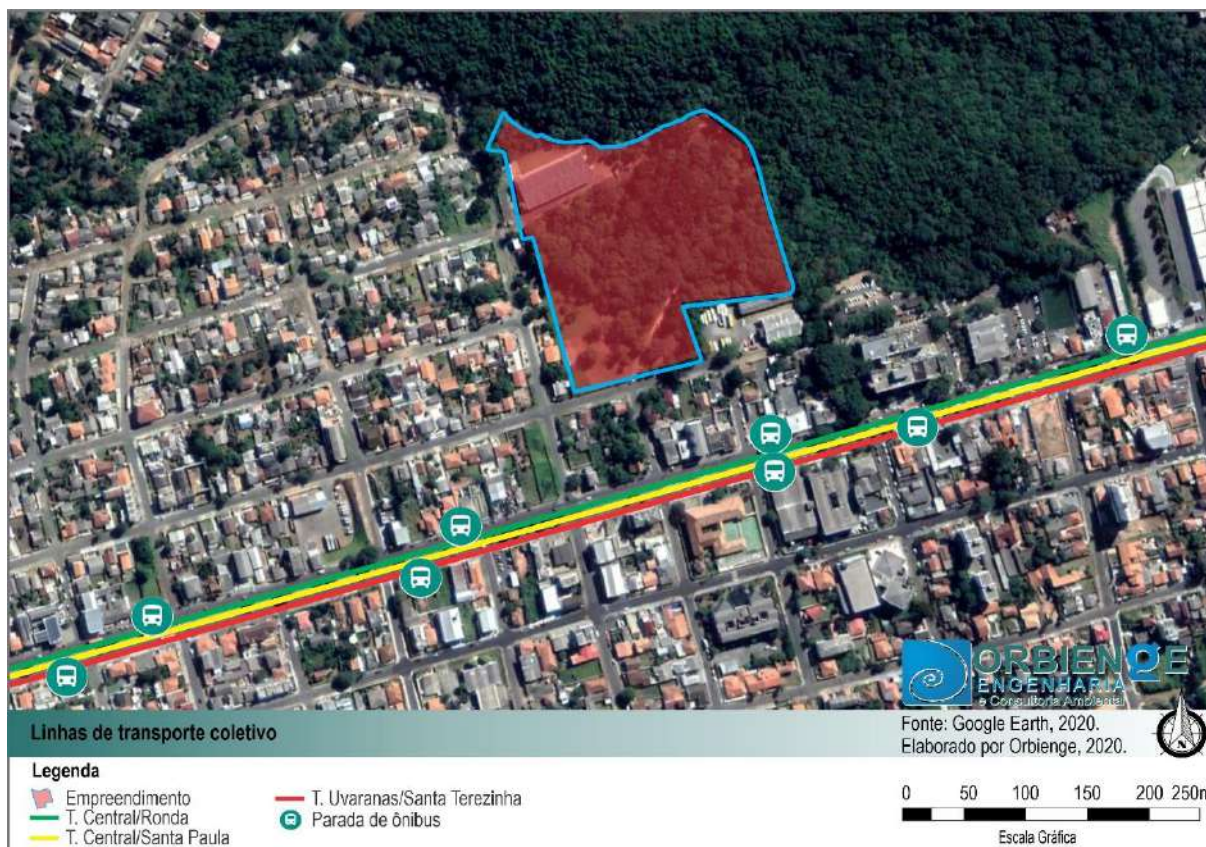 ORBIENGE
ENGENHARIA
e Consultoria Ambiental
Linhas de transporte coletivo
Fonte: Google Earth, 2020.
Elaborado por Orbienge, 2020.
N
Legenda
Empreendimento
T. Central/Ronda
T. Central/Santa Paula
T. Uvaranas/Santa Terezinha
Parada de ônibus
0 50 100 150 200 250m
Escala Gráfica